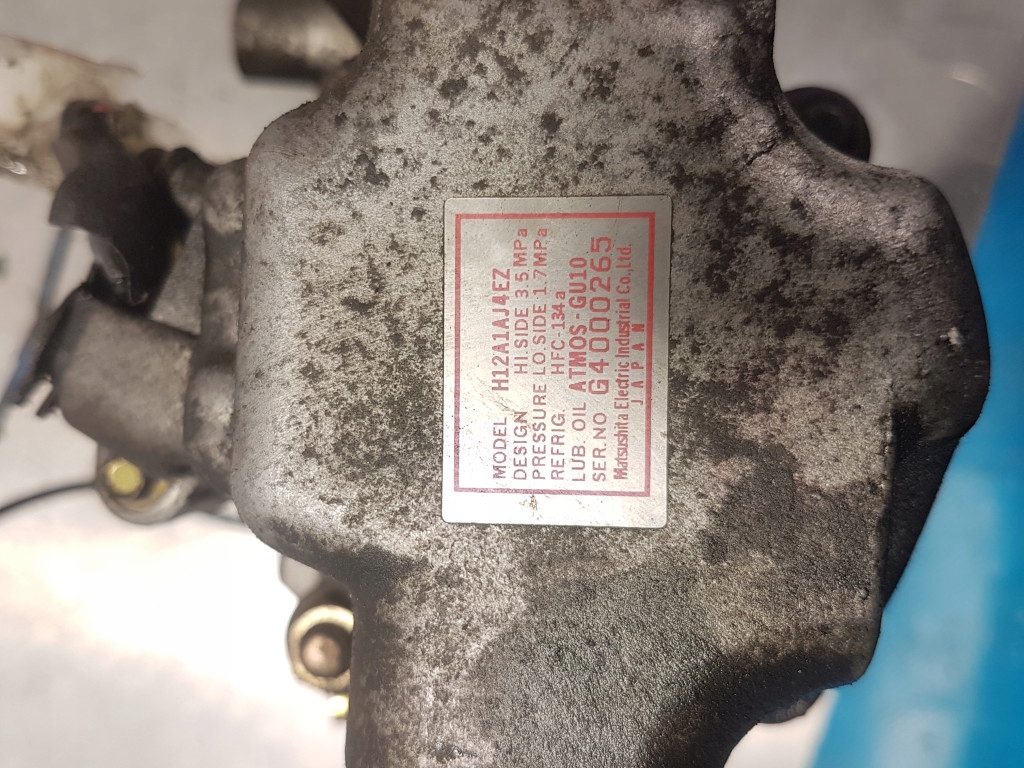 MODEL H12A1AJ4EZ
DESIGN HI.SIDE 3.5 MPa
PRESSURE LO.SIDE 1.7MPa
REFRIG. HFC-134a
LUB. OIL ATMOS-GU10
SER.NO G4000265
Matsushita Electric Industrial Co.,Ltd.
JAPAN